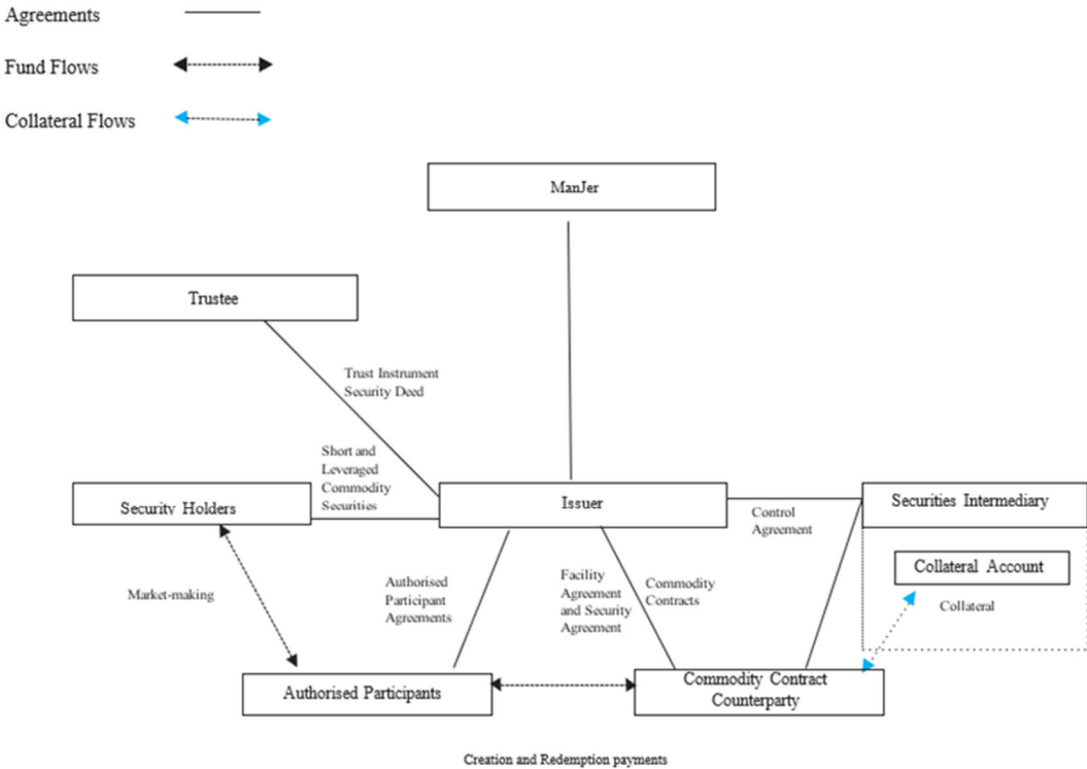 Agreements
Fund Flows
Collateral Flows
ManJer
Trustee
Trust Instrument
Security Deed
Short and
Leveraged
Commodity
Securities
Security Holders
Issuer
Securities Intermediary
Control
Agreement
Collateral Account
Collateral
Market-making
Authorised
Participant
Agreements
Facility
Agreement
and Security
Agreement
Commodity
Contracts
Authorised Participants
Commodity Contract
Counterparty
Creation and Redemption payments